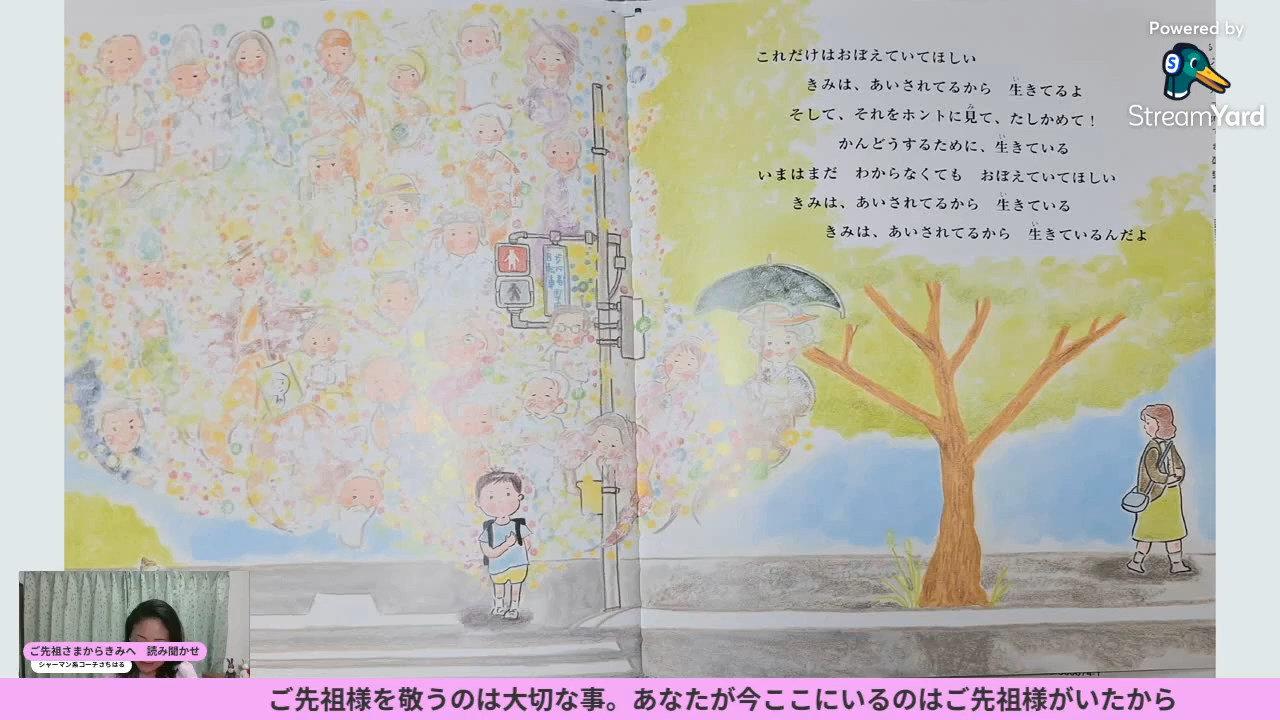 これだけはおぼえていてほしい
きみは、あいされてるから 生きてるよ
そして、それをホントに見て、たしかめて！
かんどうするために、生きている
いまはまだ わからなくても おぼえていてほしい
きみは、あいされてるから 生きている
きみは、あいされてるから 生きているんだよ
Powered by
StreamYard
ご先祖さまからきみへ 読み聞かせ
シャーマン系コーチさちはる
ご先祖様を敬うのは大切な事。あなたが今ここにいるのはご先祖様がいたから